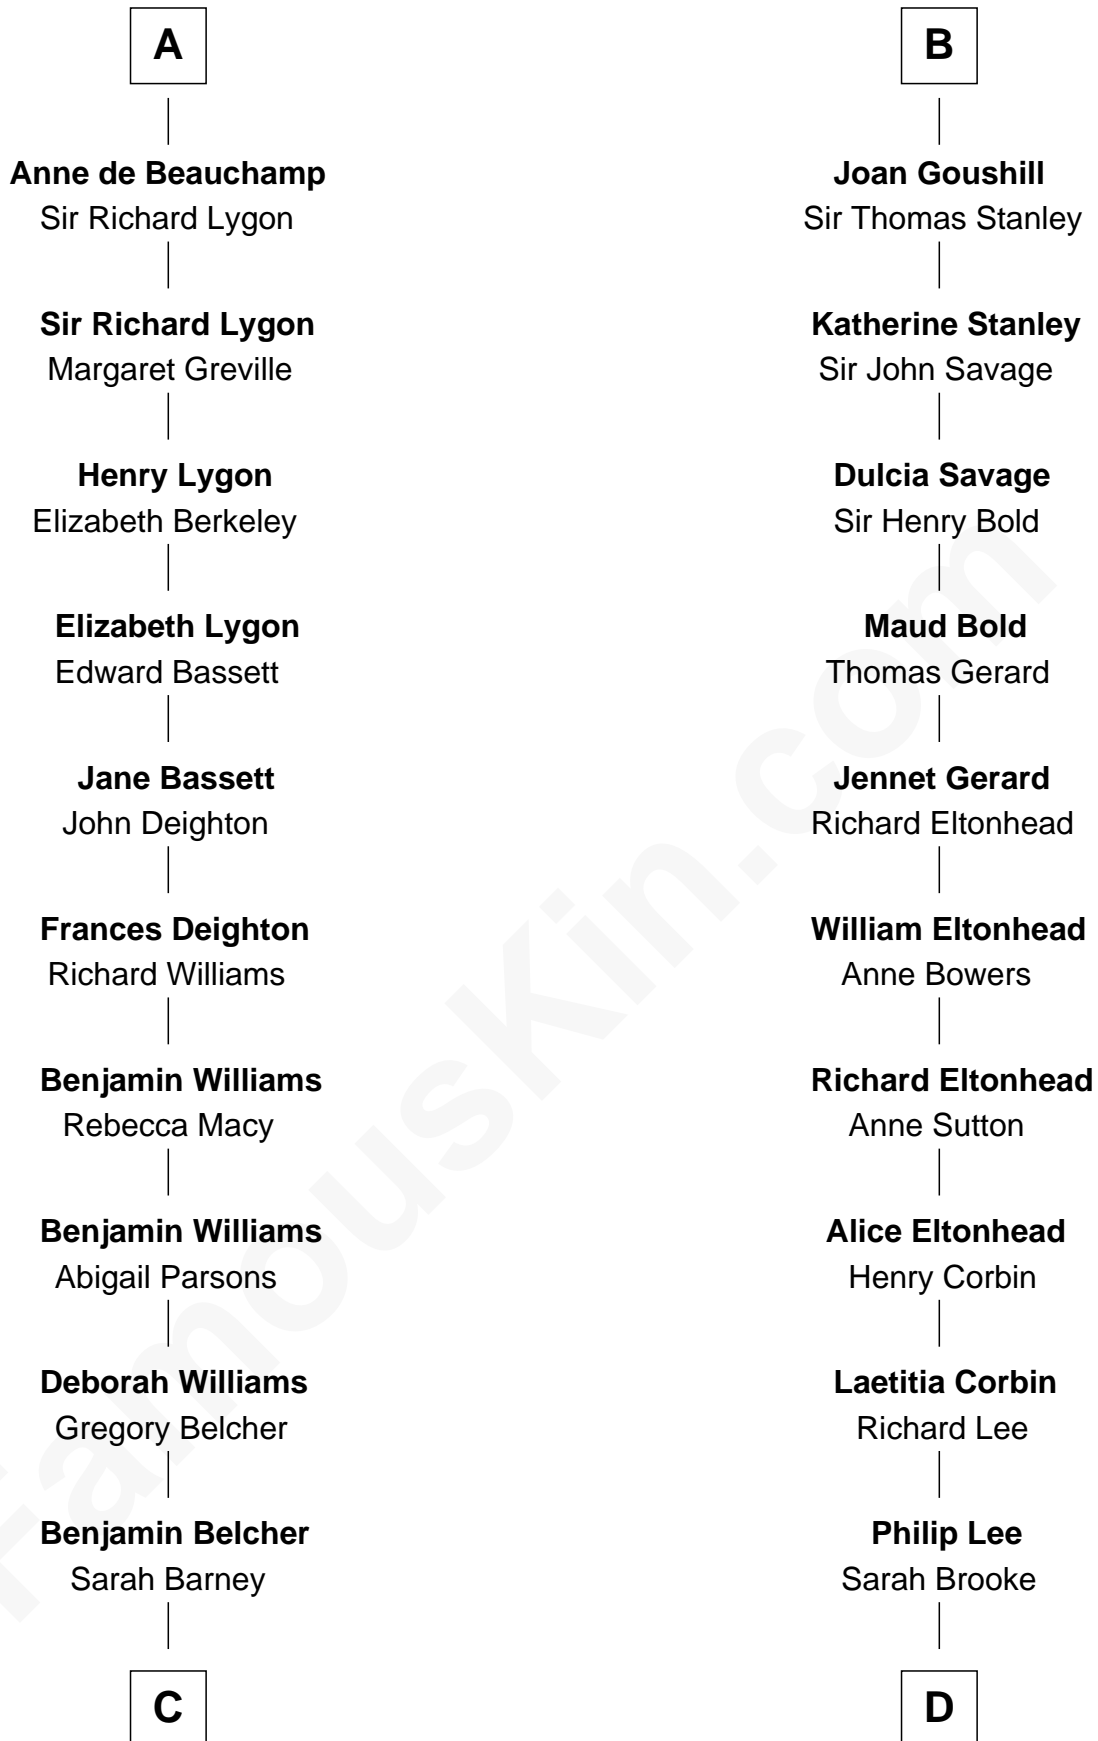 A
Anne de Beauchamp
Sir Richard Lygon
Sir Richard Lygon
Margaret Greville
Henry Lygon
Elizabeth Berkeley
Elizabeth Lygon
Edward Bassett
Jane Bassett
John Deighton
Frances Deighton
Richard Williams
Benjamin Williams
Rebecca Macy
Benjamin Williams
Abigail Parsons
Deborah Williams
Gregory Belcher
Benjamin Belcher
Sarah Barney
C
B
Joan Goushill
Sir Thomas Stanley
Katherine Stanley
Sir John Savage
Dulcia Savage
Sir Henry Bold
Maud Bold
Thomas Gerard
Jennet Gerard
Richard Eltonhead
William Eltonhead
Anne Bowers
Richard Eltonhead
Anne Sutton
Alice Eltonhead
Henry Corbin
Laetitia Corbin
Richard Lee
Philip Lee
Sarah Brooke
D
FamousKin.com